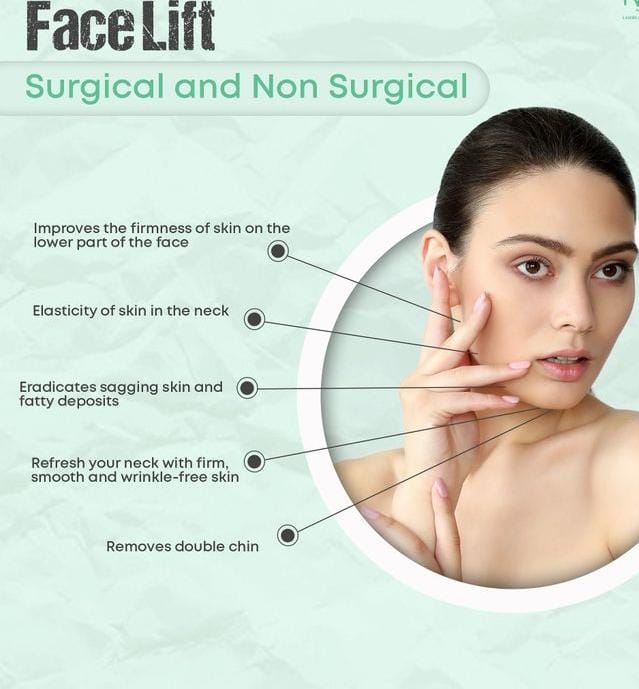 Face Lift
Surgical and Non Surgical
Improves the firmness of skin on the
lower part of the face
Elasticity of skin in the neck
Eradicates sagging skin and
fatty deposits
Refresh your neck with firm,
smooth and wrinkle-free skin
Removes double chin